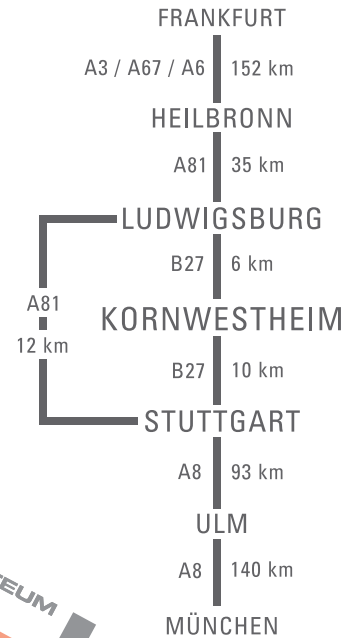 FRANKFURT
A3 / A67 / A6 152 km
HEILBRONN
A81 35 km
LUDWIGSBURG
B27 6 km
A81
KORNWESTHEIM
12 km
B27 10 km
STUTTGART
A8 93 km
ULM
A8 140 km
MÜNCHEN